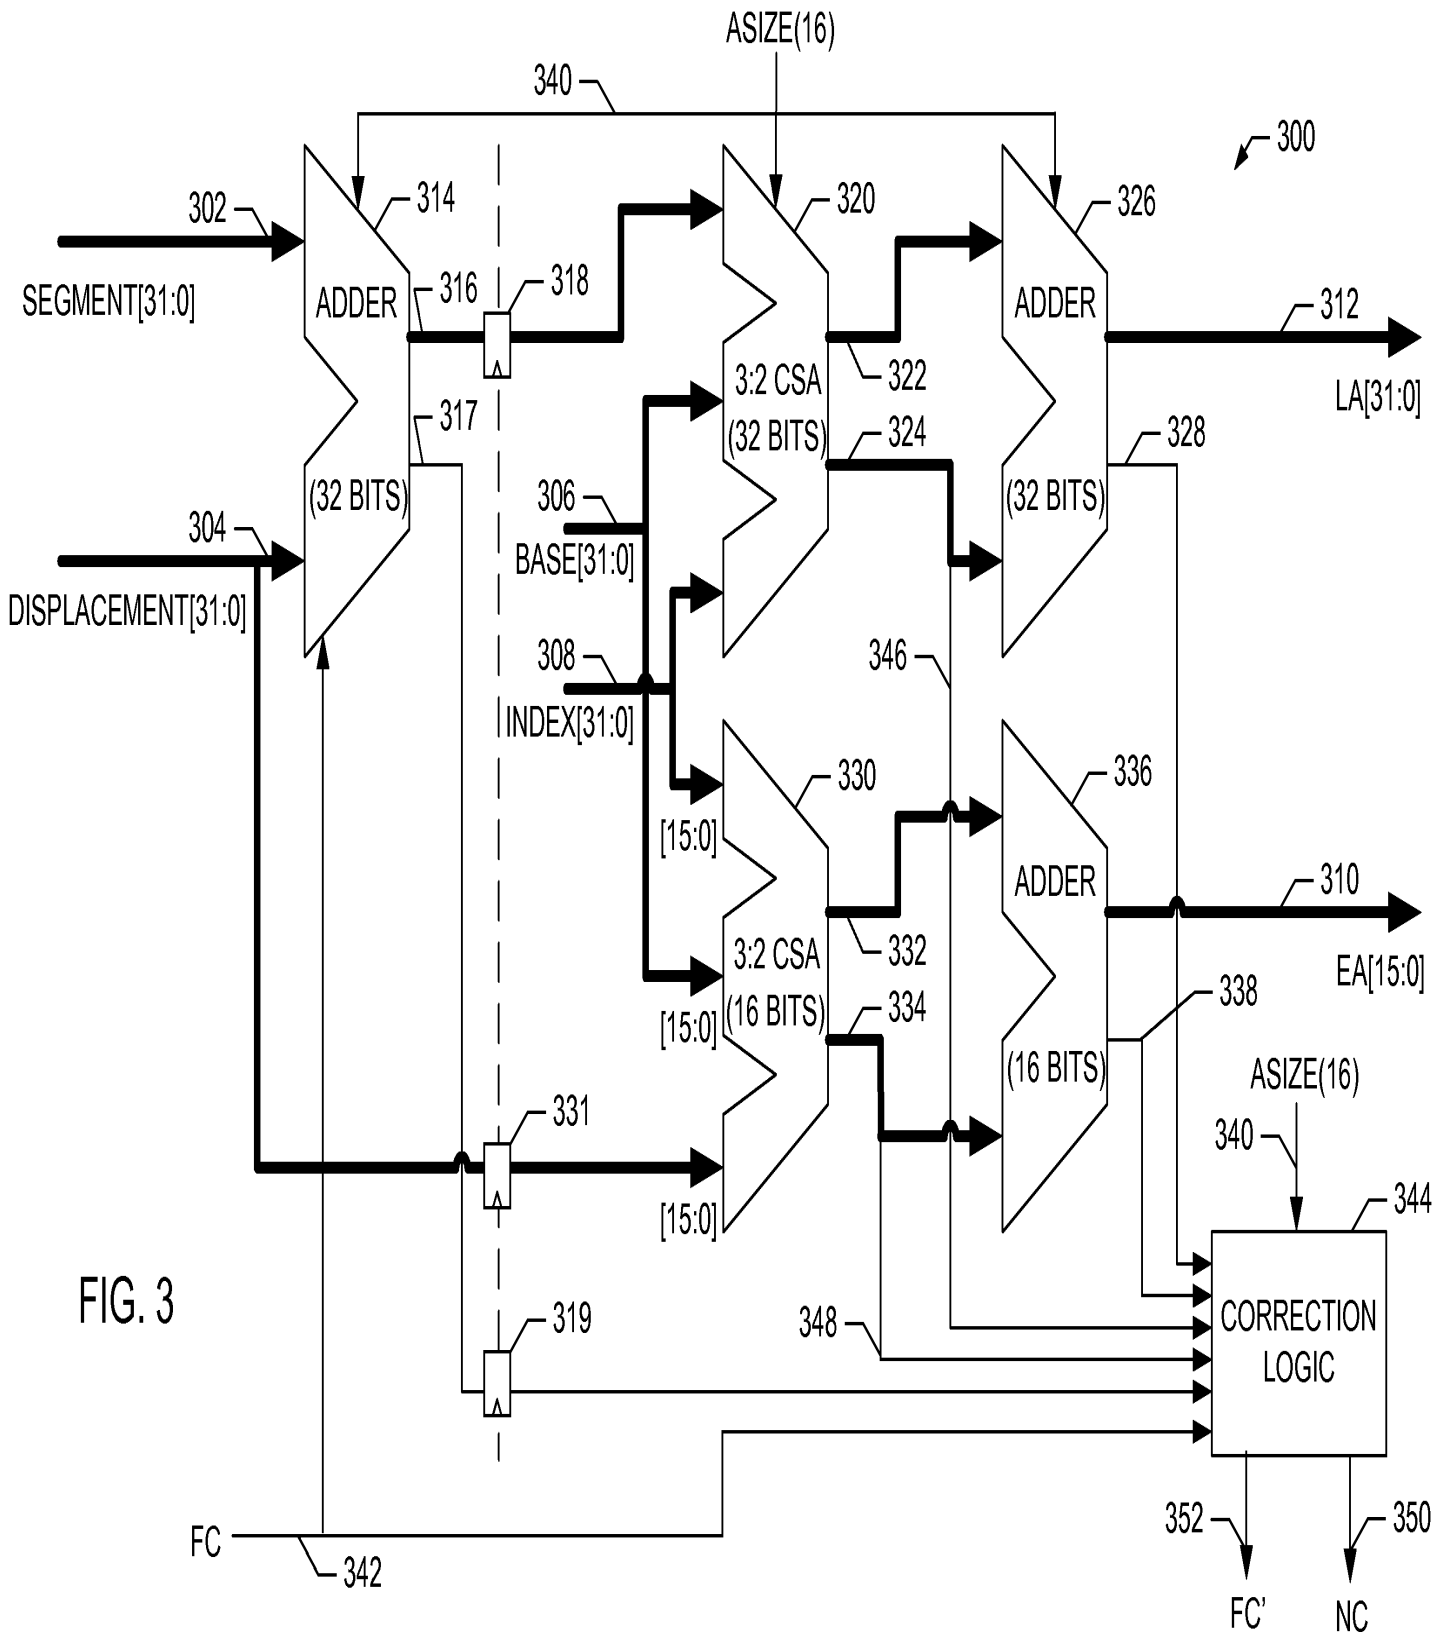 ASIZE(16)
340
300
302
314
320
326
SEGMENT[31:0]
ADDER
316
318
ADDER
312
3:2 CSA
(32 BITS)
322
LA[31:0]
317
324
328
(32 BITS)
(32 BITS)
304
306
BASE[31:0]
DISPLACEMENT[31:0]
308
346
INDEX[31:0]
330
336
[15:0]
ADDER
310
3:2 CSA
(16 BITS)
332
EA[15:0]
334
338
[15:0]
(16 BITS)
ASIZE(16)
331
340
[15:0]
344
FIG. 3
319
348
CORRECTION
LOGIC
FC
342
352
350
FC'
NC